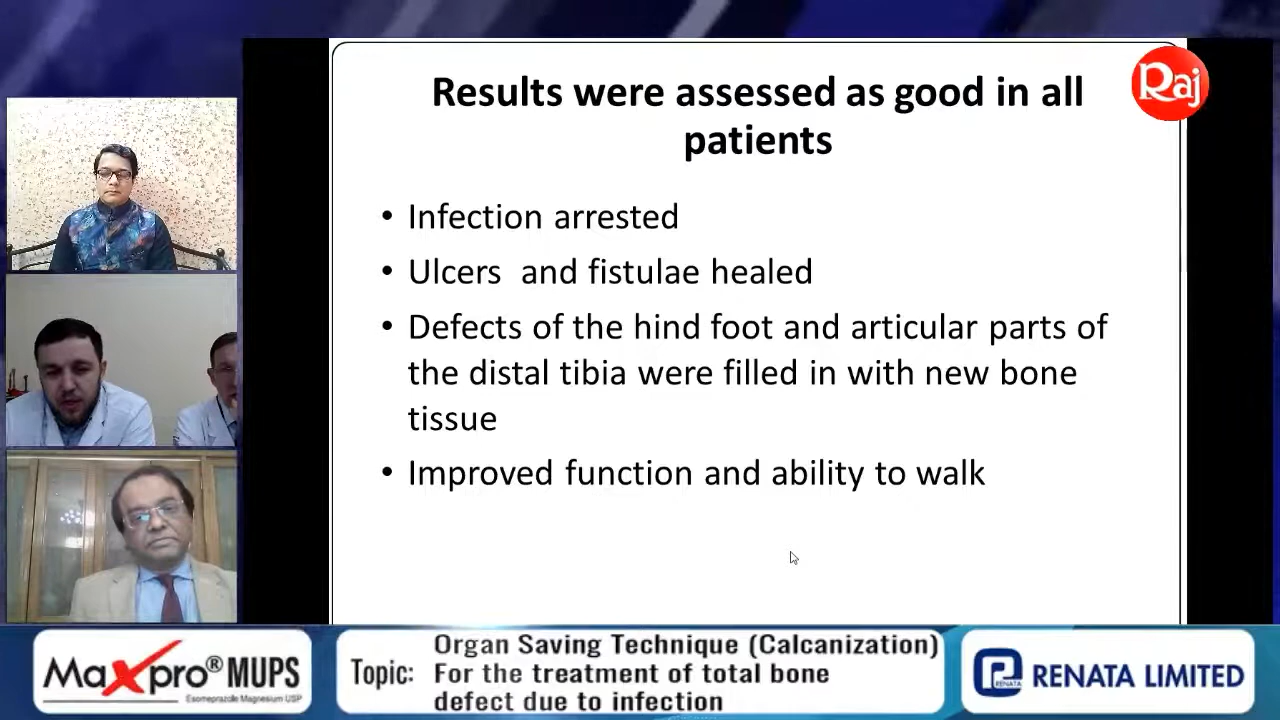 Results were assessed as good in all
patients
Raj
• Infection arrested
• Ulcers  and fistulae healed
• Defects of the hind foot and articular parts of
the distal tibia were filled in with new bone
tissue
• Improved function and ability to walk
Maxpro® MUPS
Esomeprazole Magnesium USP
Topic:
Organ Saving Technique (Calcanization)
For the treatment of total bone
defect due to infection
RENATA
RENATA LIMITED